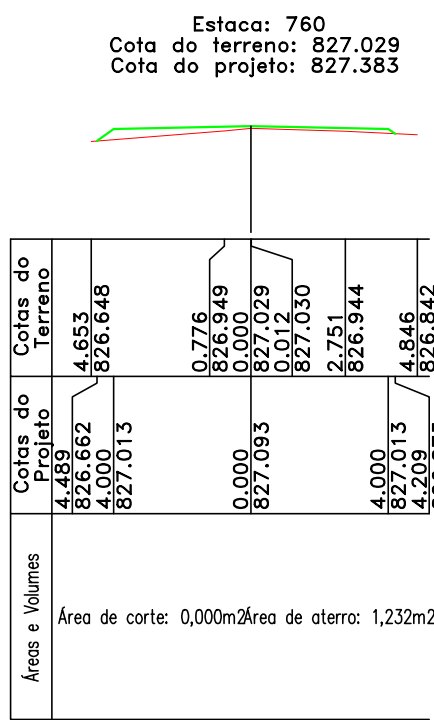 Estaca: 760
Cota do terreno: 827.029
Cota do projeto: 827.383
Cotas do
Terreno
4.653
826.648
0.776
826.949
0.000
827.029
0.012
827.030
2.751
826.944
4.846
826.842
Cotas do
Projeto
4.489
826.662
4.000
827.013
0.000
827.093
4.000
827.013
4.209
Áreas e Volumes
Área de corte: 0,000m2
Área de aterro: 1,232m2